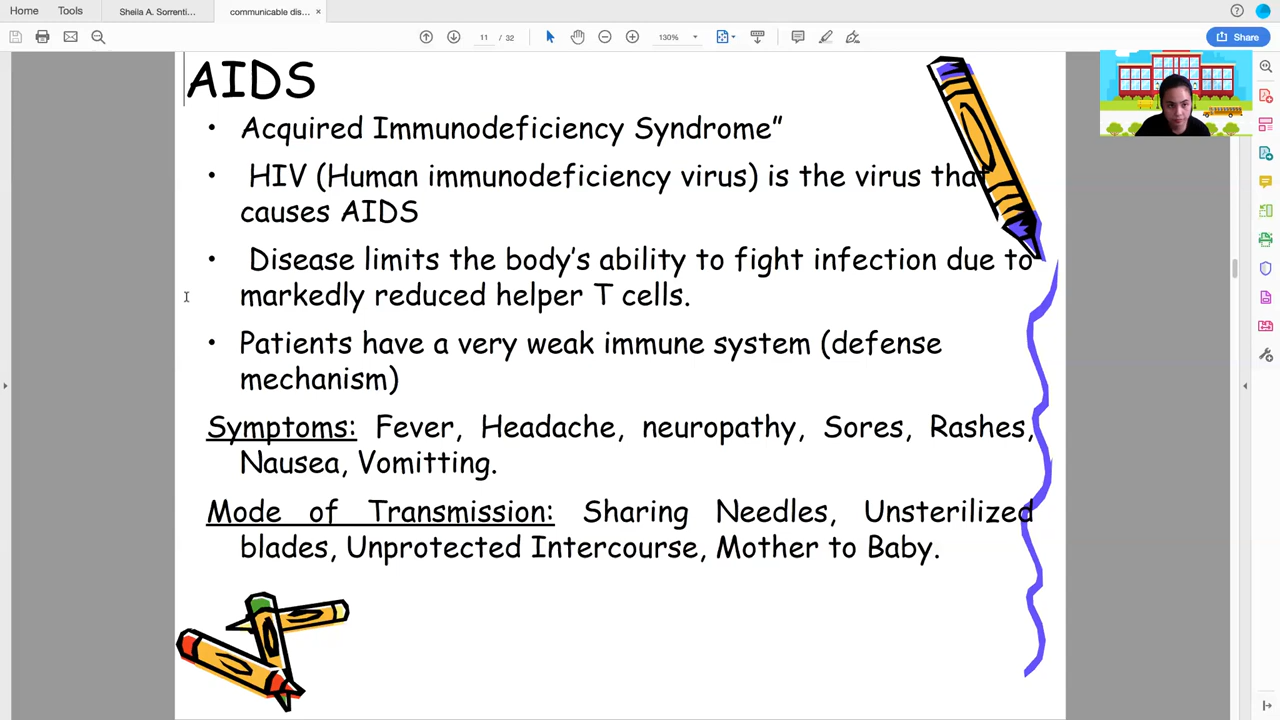 Home Tools Sheila A. Sorrenti... communicable dis... ×
11 / 32 130% Share
AIDS
• Acquired Immunodeficiency Syndrome”
• HIV (Human immunodeficiency virus) is the virus that
causes AIDS
• Disease limits the body’s ability to fight infection due to
markedly reduced helper T cells.
• Patients have a very weak immune system (defense
mechanism)
Symptoms: Fever, Headache, neuropathy, Sores, Rashes,
Nausea, Vomitting.
Mode of Transmission: Sharing Needles, Unsterilized
blades, Unprotected Intercourse, Mother to Baby.